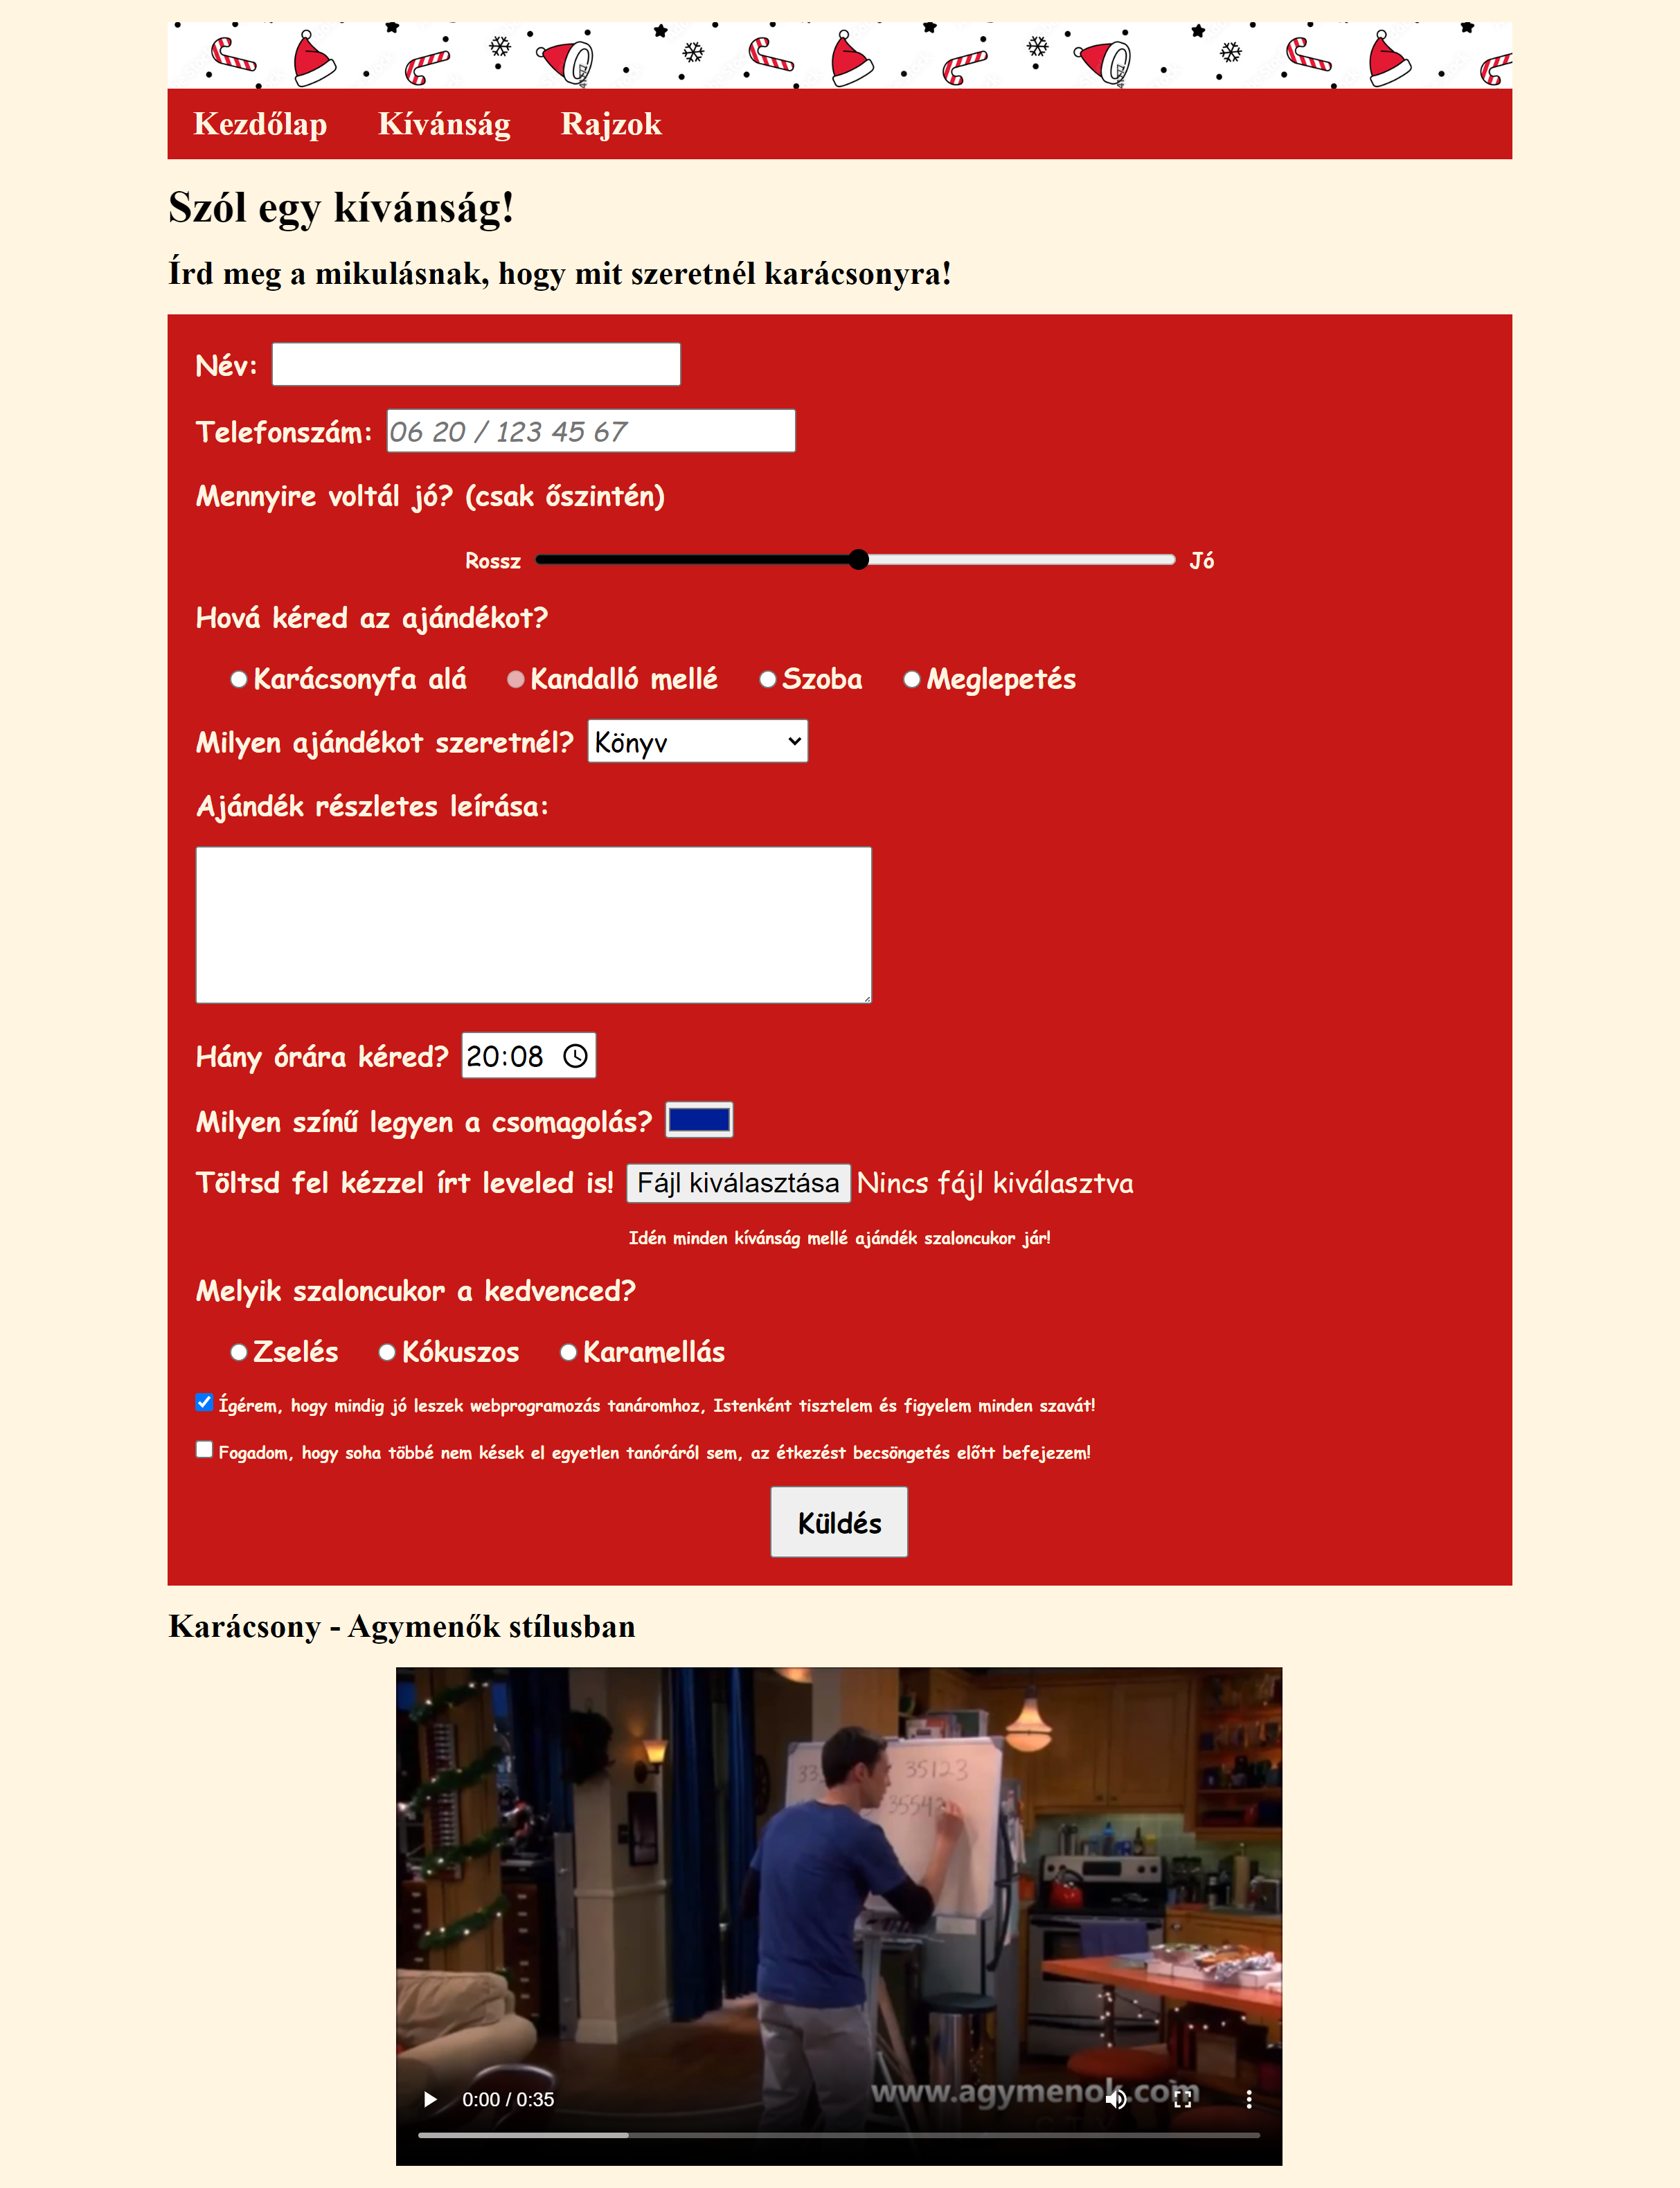 Kezdőlap Kívánság Rajzok
Szól egy kívánság!
Írd meg a mikulásnak, hogy mit szeretnél karácsonyra!
Név:
Telefonszám: 06 20 / 123 45 67
Mennyire voltál jó? (csak őszintén)
Rossz Jó
Hová kéred az ajándékot?
Karácsonyfa alá Kandalló mellé Szoba Meglepetés
Milyen ajándékot szeretnél? Könyv
Ajándék részletes leírása:
Hány órára kéred? 20:08
Milyen színű legyen a csomagolás?
Töltsd fel kézzel írt leveled is! Fájl kiválasztása Nincs fájl kiválasztva
Idén minden kívánság mellé ajándék szaloncukor jár!
Melyik szaloncukor a kedvenced?
Zselés Kókuszos Karamellás
Ígérem, hogy mindig jó leszek webprogramozás tanáromhoz, Istenként tisztelem és figyelem minden szavát!
Fogadom, hogy soha többé nem kések el egyetlen tanóráról sem, az étkezést becsöngetés előtt befejezem!
Küldés
Karácsony - Agymenők stílusban
35123
www.agymenok.com
0:00 / 0:35